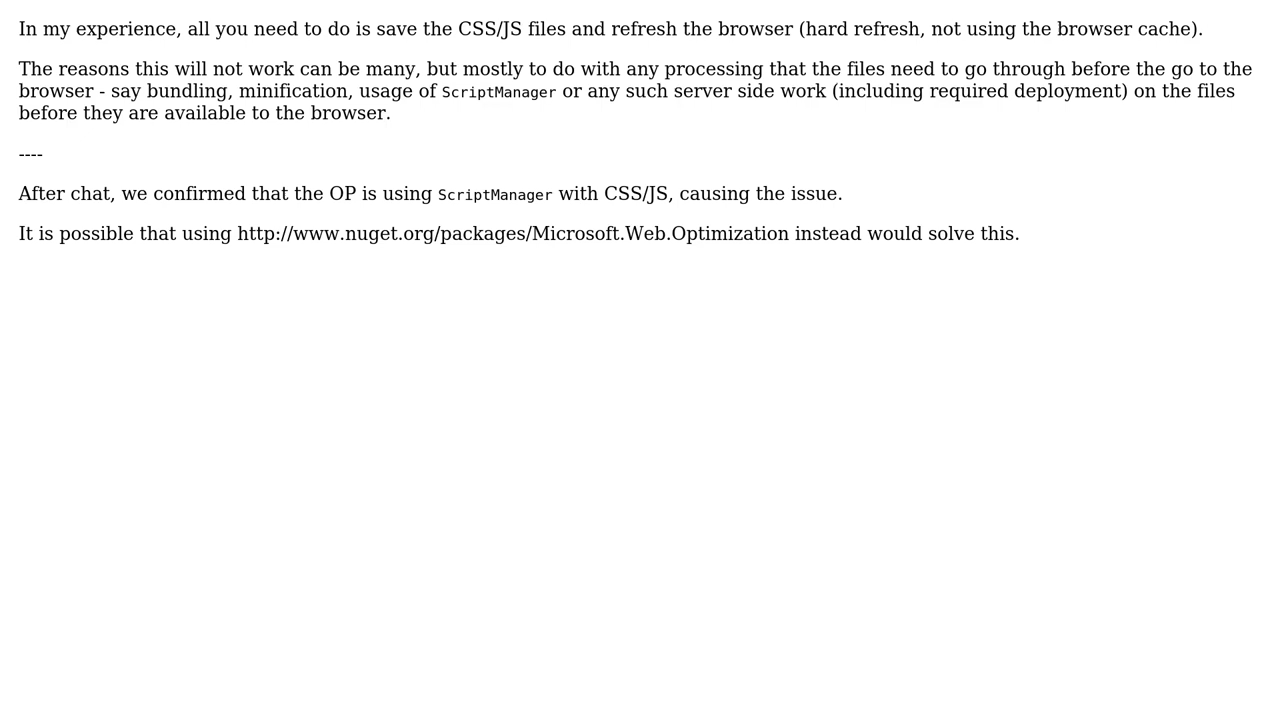 In my experience, all you need to do is save the CSS/JS files and refresh the browser (hard refresh, not using the browser cache).
The reasons this will not work can be many, but mostly to do with any processing that the files need to go through before the go to the
browser - say bundling, minification, usage of ScriptManager or any such server side work (including required deployment) on the files
before they are available to the browser.
----
After chat, we confirmed that the OP is using ScriptManager with CSS/JS, causing the issue.
It is possible that using http://www.nuget.org/packages/Microsoft.Web.Optimization instead would solve this.